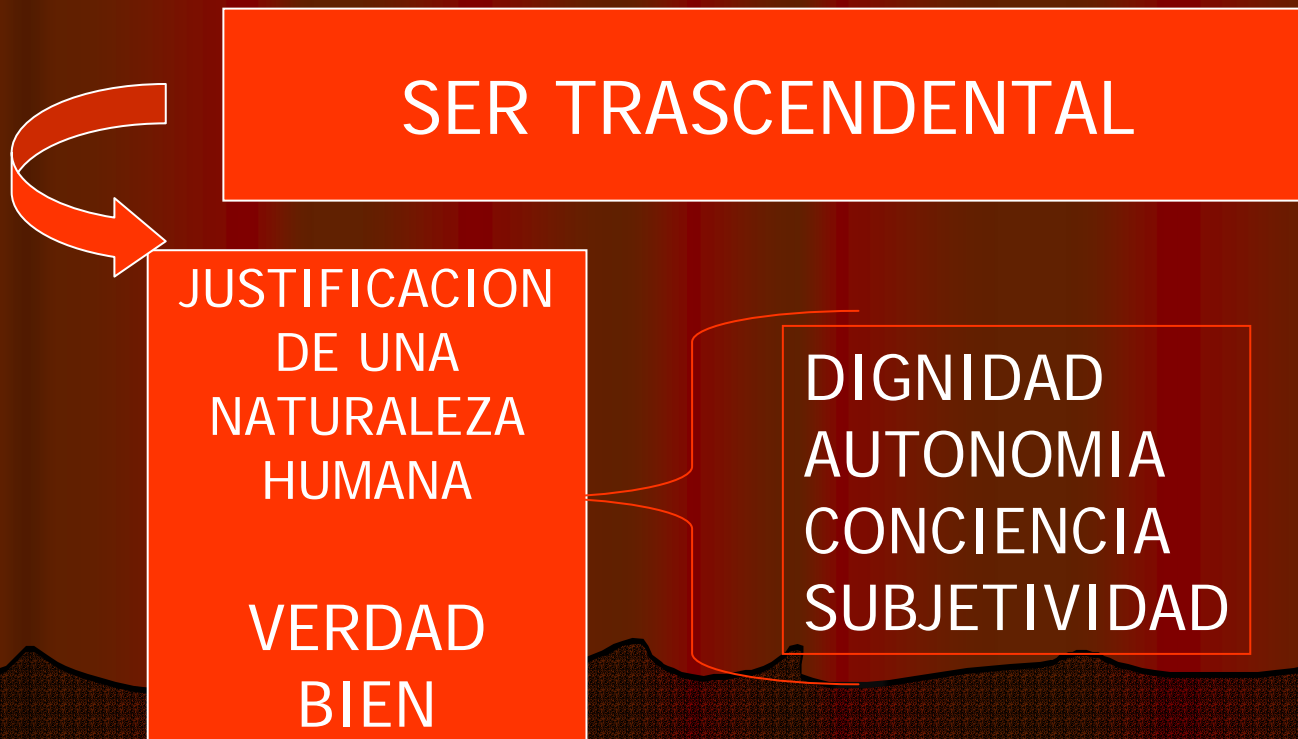 SER TRASCENDENTAL
JUSTIFICACION
DE UNA
NATURALEZA
HUMANA
VERDAD
BIEN
DIGNIDAD
AUTONOMIA
CONCIENCIA
SUBJETIVIDAD